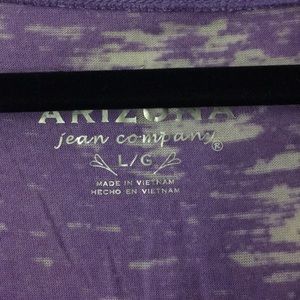 ARIZONA
jean company®
L/G
MADE IN VIETNAM
HECHO EN VIETNAM